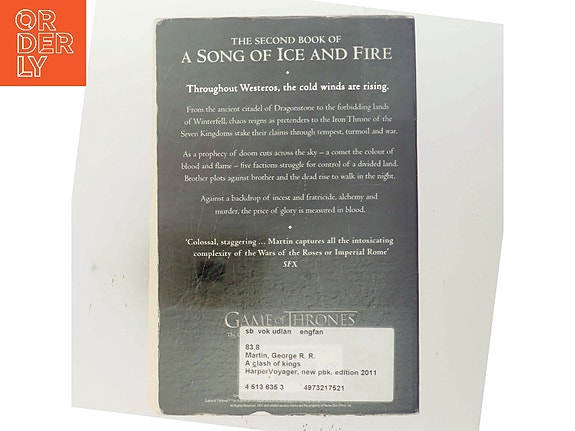 OR
DER
LY
THE SECOND BOOK OF
A SONG OF ICE AND FIRE
Throughout Westeros, the cold winds are rising.
From the ancient citadel of Dragonstone to the forbidding lands
of Winterfell, chaos reigns as pretenders to the Iron Throne of the
Seven Kingdoms stake their claims through tempest, turmoil and war.
As a prophecy of doom cuts across the sky – a comet the colour of
blood and flame – five factions struggle for control of a divided land.
Brother plots against brother and the dead rise to walk in the night.
Against a backdrop of incest and fratricide, alchemy and
murder, the price of glory is measured in blood.
'Colossal, staggering ... Martin captures all the intoxicating
complexity of the Wars of the Roses or Imperial Rome'
SFX
GAME OF THRONES
sb vok udlån engfan
83.8
Martin, George R. R.
A clash of kings
HarperVoyager, new pbk. edition 2011
4 513 635 3 4973217521